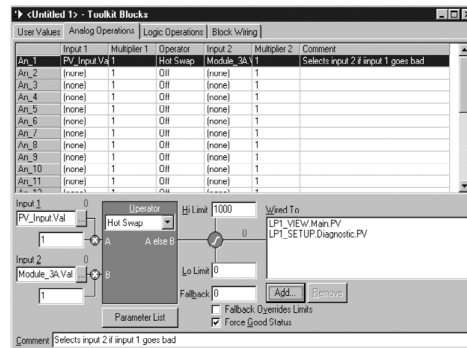 <Untitled 1> - Toolkit Blocks
User Values Analog Operations Logic Operations Block Wiring
Input 1 Multiplier 1 Operator Input 2 Multiplier 2 Comment
An_1 PV_Input.Va 1 Hot Swap Module_3A.V 1 Selects input 2 if iinput 1 goes bad
An_2 (none) 1 Off (none) 1
An_3 (none) 1 Off (none) 1
An_4 (none) 1 Off (none) 1
An_5 (none) 1 Off (none) 1
An_6 (none) 1 Off (none) 1
An_7 (none) 1 Off (none) 1
An_8 (none) 1 Off (none) 1
An_9 (none) 1 Off (none) 1
An_10 (none) 1 Off (none) 1
An_11 (none) 1 Off (none) 1
Input 1 0 Operator Hi Limit 1000 Wired To
PV_Input.Val ... Hot Swap LP1_VIEW.Main.PV
LP1_SETUP.Diagnostic.PV
1 A A else B 0
Input 2 0
Module_3A.Val ... B Lo Limit 0
1 Fallback 0 Add... Remove
Parameter List Fallback Overrides Limits
Force Good Status
Comment Selects input 2 if iinput 1 goes bad